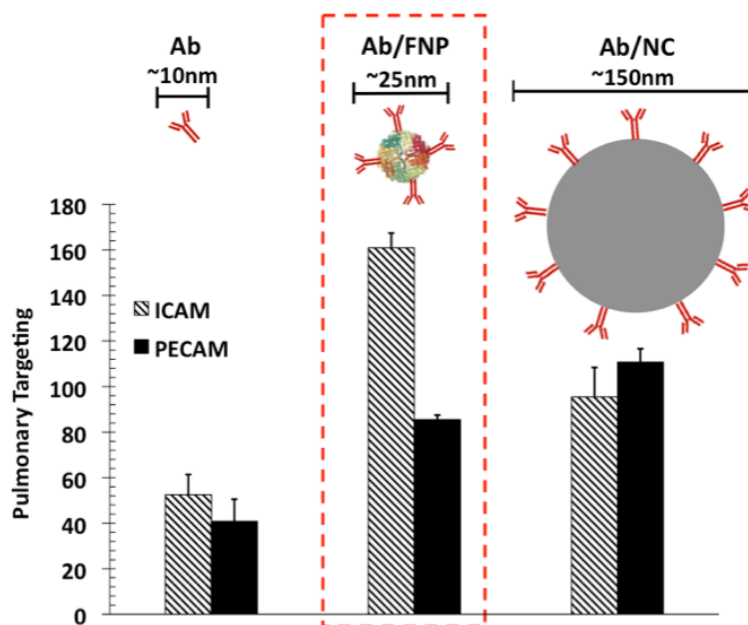 Ab
~10nm
Ab/FNP
~25nm
Ab/NC
~150nm
Pulmonary Targeting
180
160
140
120
100
80
60
40
20
0
ICAM
PECAM